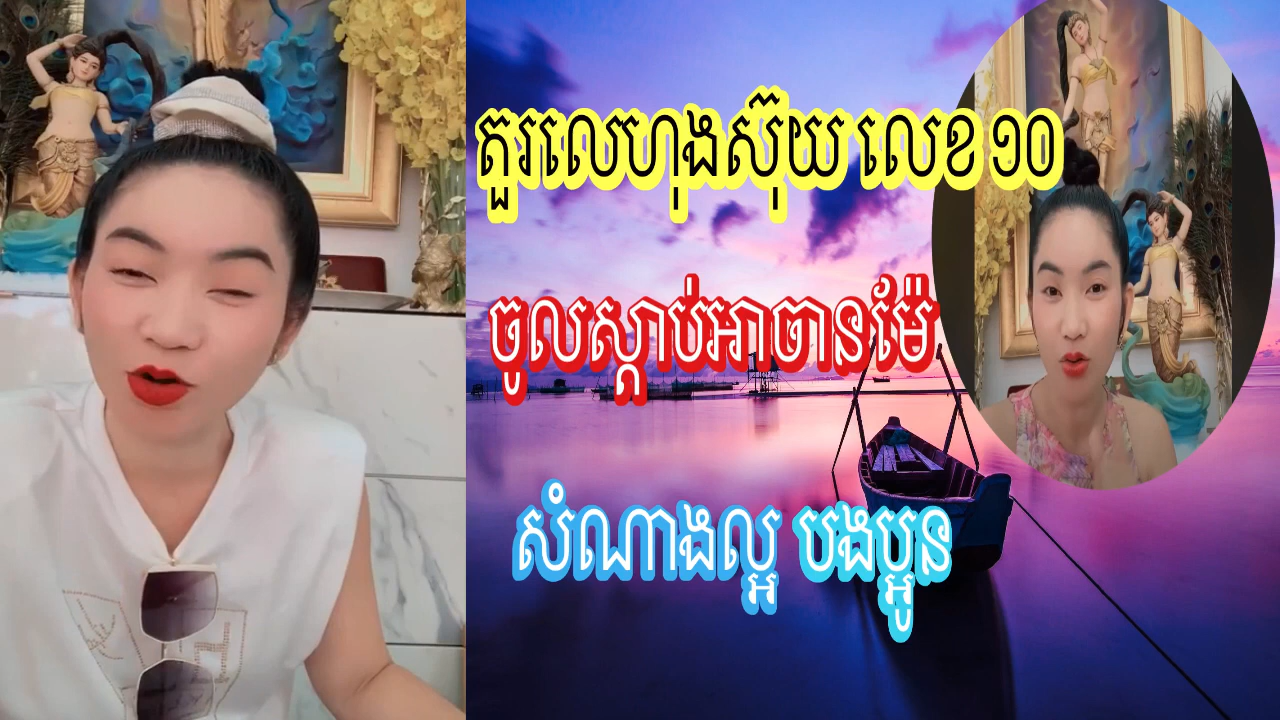 តួរលេហុងស៊ុយ លេខ ១០
ចូលស្តាប់អាចានម៉ែ
សំណាងល្អ បងប្អូន